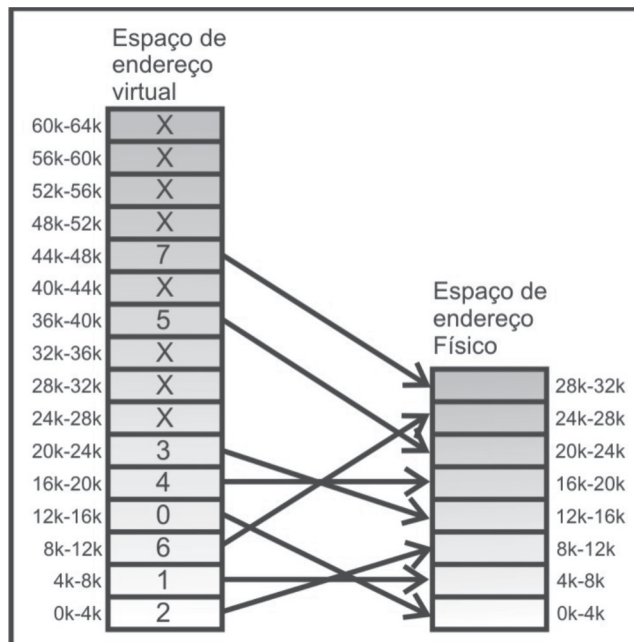 Espaço de
endereço
virtual
60k-64k X
56k-60k X
52k-56k X
48k-52k X
44k-48k 7
40k-44k X
36k-40k 5
32k-36k X
28k-32k X
24k-28k X
20k-24k 3
16k-20k 4
12k-16k 0
8k-12k 6
4k-8k 1
0k-4k 2
Espaço de
endereço
Físico
28k-32k
24k-28k
20k-24k
16k-20k
12k-16k
8k-12k
4k-8k
0k-4k